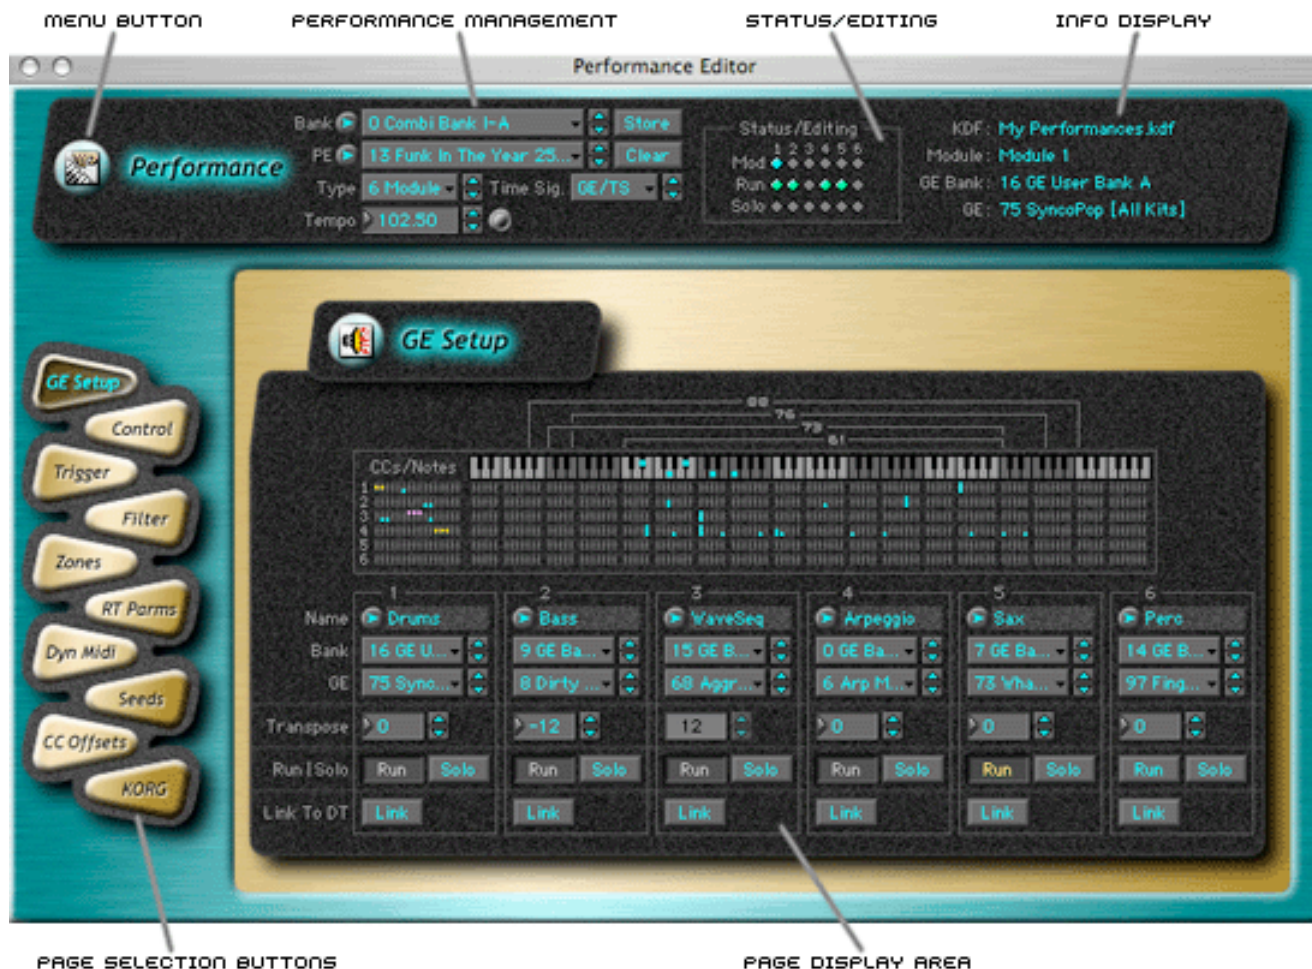 MENU BUTTON
PERFORMANCE MANAGEMENT
STATUS/EDITING
INFO DISPLAY
Performance Editor
Performance
Bank 0 Combi Bank I-A Store
PE 13 Funk In The Year 25... Clear
Type 6 Module Time Sig. GE/TS
Tempo 102.50
Status/Editing
1 2 3 4 5 6
Mod
Run
Solo
KDF: My Performances.kdf
Module: Module 1
GE Bank: 16 GE User Bank A
GE: 75 SyncoPop [All Kits]
GE Setup
GE Setup
Control
Trigger
Filter
Zones
RT Parms
Dyn Midi
Seeds
CC Offsets
KORG
88
76
73
61
CCs/Notes
1
2
3
4
5
6
1 2 3 4 5 6
Name Drums Bass WaveSeq Arpeggio Sax Perc
Bank 16 GE U... 9 GE Ba... 15 GE B... 0 GE Ba... 7 GE Ba... 14 GE B...
GE 75 Sync... 8 Dirty ... 68 Aggr... 6 Arp M... 73 Wha... 97 Fing...
Transpose 0 -12 12 0 0 0
Run|Solo Run Solo Run Solo Run Solo Run Solo Run Solo Run Solo
Link To DT Link Link Link Link Link Link
PAGE SELECTION BUTTONS
PAGE DISPLAY AREA